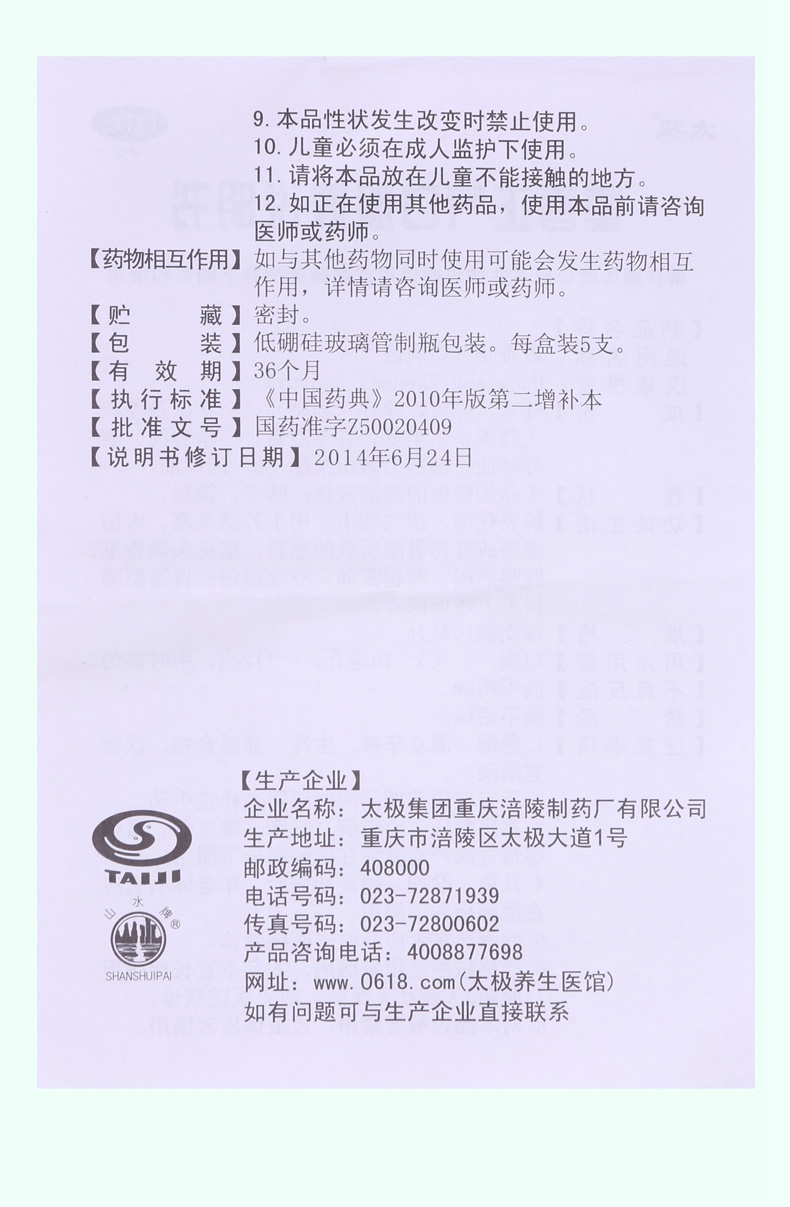 9. 本品性状发生改变时禁止使用。
10. 儿童必须在成人监护下使用。
11. 请将本品放在儿童不能接触的地方。
12. 如正在使用其他药品，使用本品前请咨询
医师或药师。
【药物相互作用】如与其他药物同时使用可能会发生药物相互
作用，详情请咨询医师或药师。
【贮藏】密封。
【包装】低硼硅玻璃管制瓶包装。每盒装5支。
【有效期】36个月
【执行标准】《中国药典》2010年版第二增补本
【批准文号】国药准字Z50020409
【说明书修订日期】2014年6月24日
【生产企业】
企业名称：太极集团重庆涪陵制药厂有限公司
生产地址：重庆市涪陵区太极大道1号
邮政编码：408000
电话号码：023-72871939
传真号码：023-72800602
产品咨询电话：4008877698
网址：www.0618.com(太极养生医馆)
如有问题可与生产企业直接联系
TAIJI
山水牌®
SHANSHUIPAI